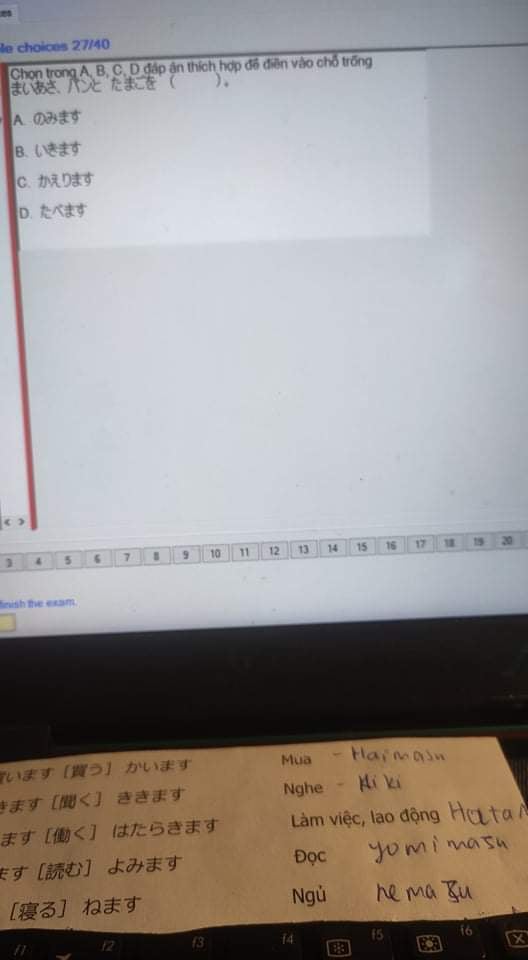 le choices 27/40
Chọn trong A, B, C, D đáp án thích hợp để điền vào chỗ trống
まいあさ、パンと たまごを ( )。
A. のみます
B. いきます
C. かえります
D. たべます
< >
3 4 5 6 7 8 9 10 11 12 13 14 15 16 17 18 19 20
finish the exam.
います [買う] かいます Mua - Haimasu
きます [聞く] ききます Nghe - Kiki
ます [働く] はたらきます Làm việc, lao động
ます [読む] よみます Đọc yomimasu
[寝る] ねます Ngủ nemasu
f1 f2 f3 f4 f5 f6